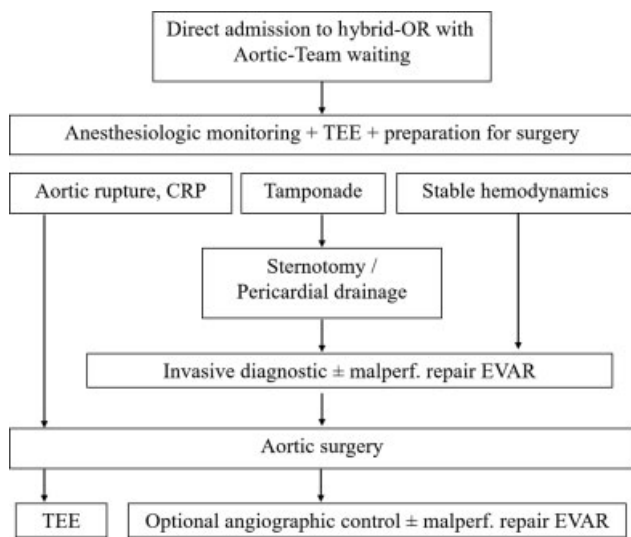 Direct admission to hybrid-OR with
Aortic-Team waiting
Anesthesiologic monitoring + TEE + preparation for surgery
Aortic rupture, CRP
Tamponade
Stable hemodynamics
Sternotomy /
Pericardial drainage
Invasive diagnostic ± malperf. repair EVAR
Aortic surgery
TEE
Optional angiographic control ± malperf. repair EVAR